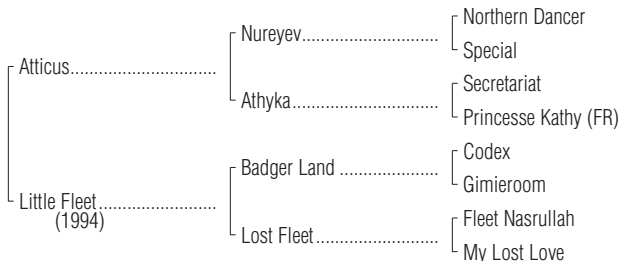 Northern Dancer
Nureyev..............................
Special
Atticus................................
Secretariat
Athyka................................
Princesse Kathy (FR)
Codex
Badger Land .....................
Gimieroom
Little Fleet..........................
(1994)
Fleet Nasrullah
Lost Fleet...........................
My Lost Love